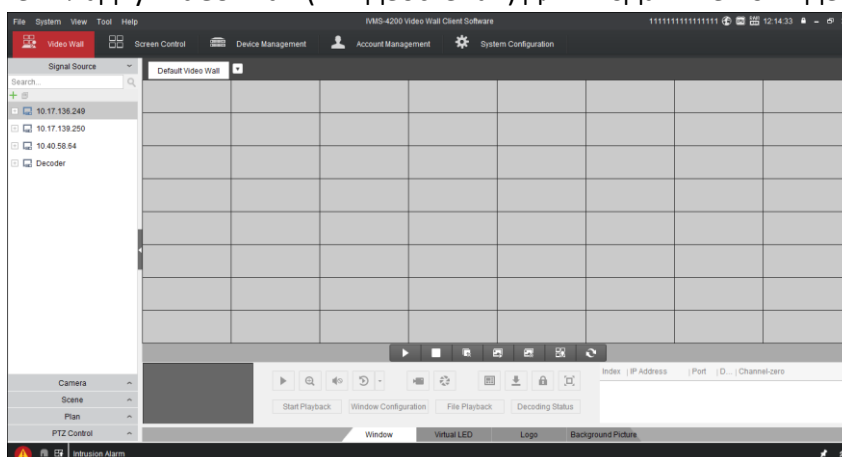 File System View Tool Help iVMS-4200 Video Wall Client Software 1111111111111111 12:14:33
Video Wall Screen Control Device Management Account Management System Configuration
Signal Source
Default Video Wall
Search...
10.17.136.249
10.17.139.250
10.40.58.64
Decoder
Index IP Address Port D... Channel-zero
Camera
Scene
Plan
PTZ Control
Start Playback Window Configuration File Playback Decoding Status
Window Virtual LED Logo Background Picture
Intrusion Alarm